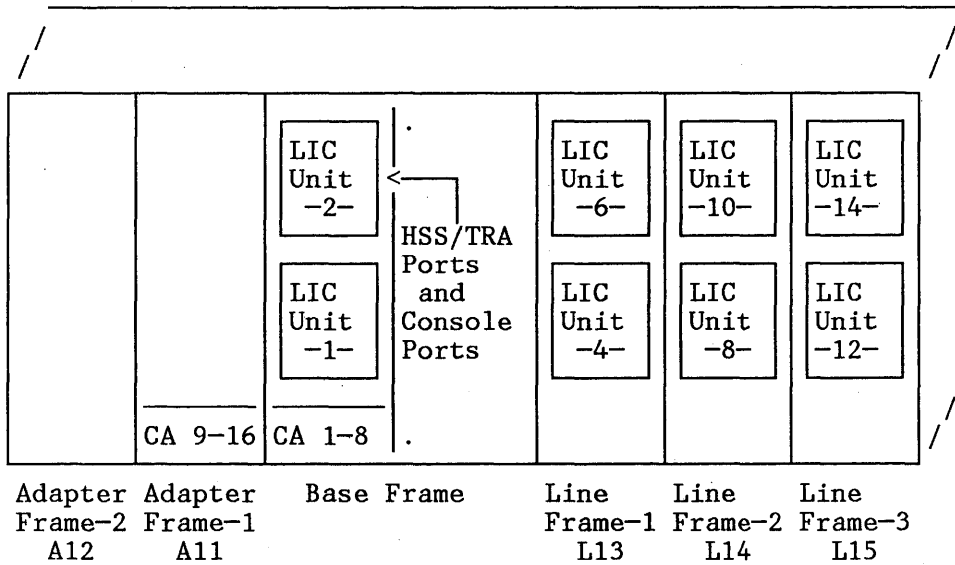 LIC LIC LIC LIC
Unit Unit Unit Unit
-2- -6- -10- -14-
HSS/TRA
Ports
and
Console
Ports
LIC LIC LIC LIC
Unit Unit Unit Unit
-1- -4- -8- -12-
CA 9-16 CA 1-8
Adapter Adapter Base Frame Line Line Line
Frame-2 Frame-1 Frame-1 Frame-2 Frame-3
A12 A11 L13 L14 L15